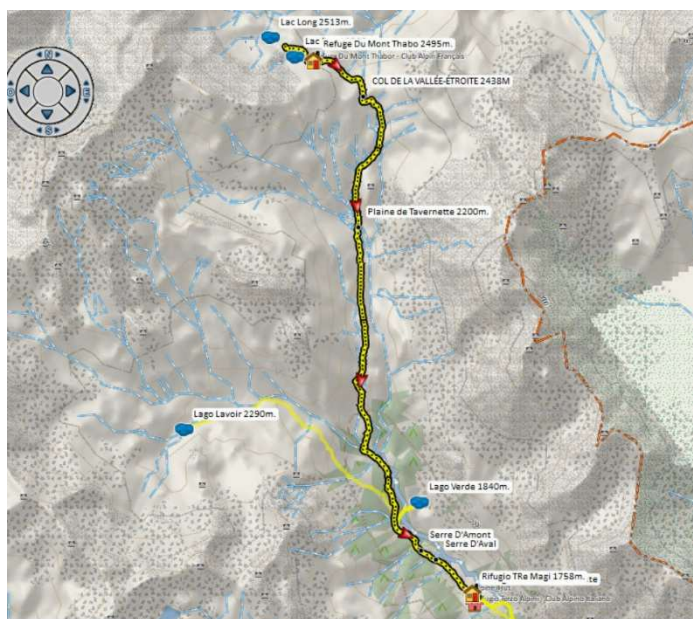 Lac Long 2513m.
Lac
Refuge Du Mont Thabo 2495m.
Du Mont Thabor - Club Alpin Français
COL DE LA VALLÉE-ÉTROITE 2438M
Plaine de Tavernette 2200m.
Lago Lavoir 2290m.
Lago Verde 1840m.
Serre D'Amont
Serre D'Aval
Rifugio TRe Magi 1758m.
Club Alpino Italiano
N
E
S
O